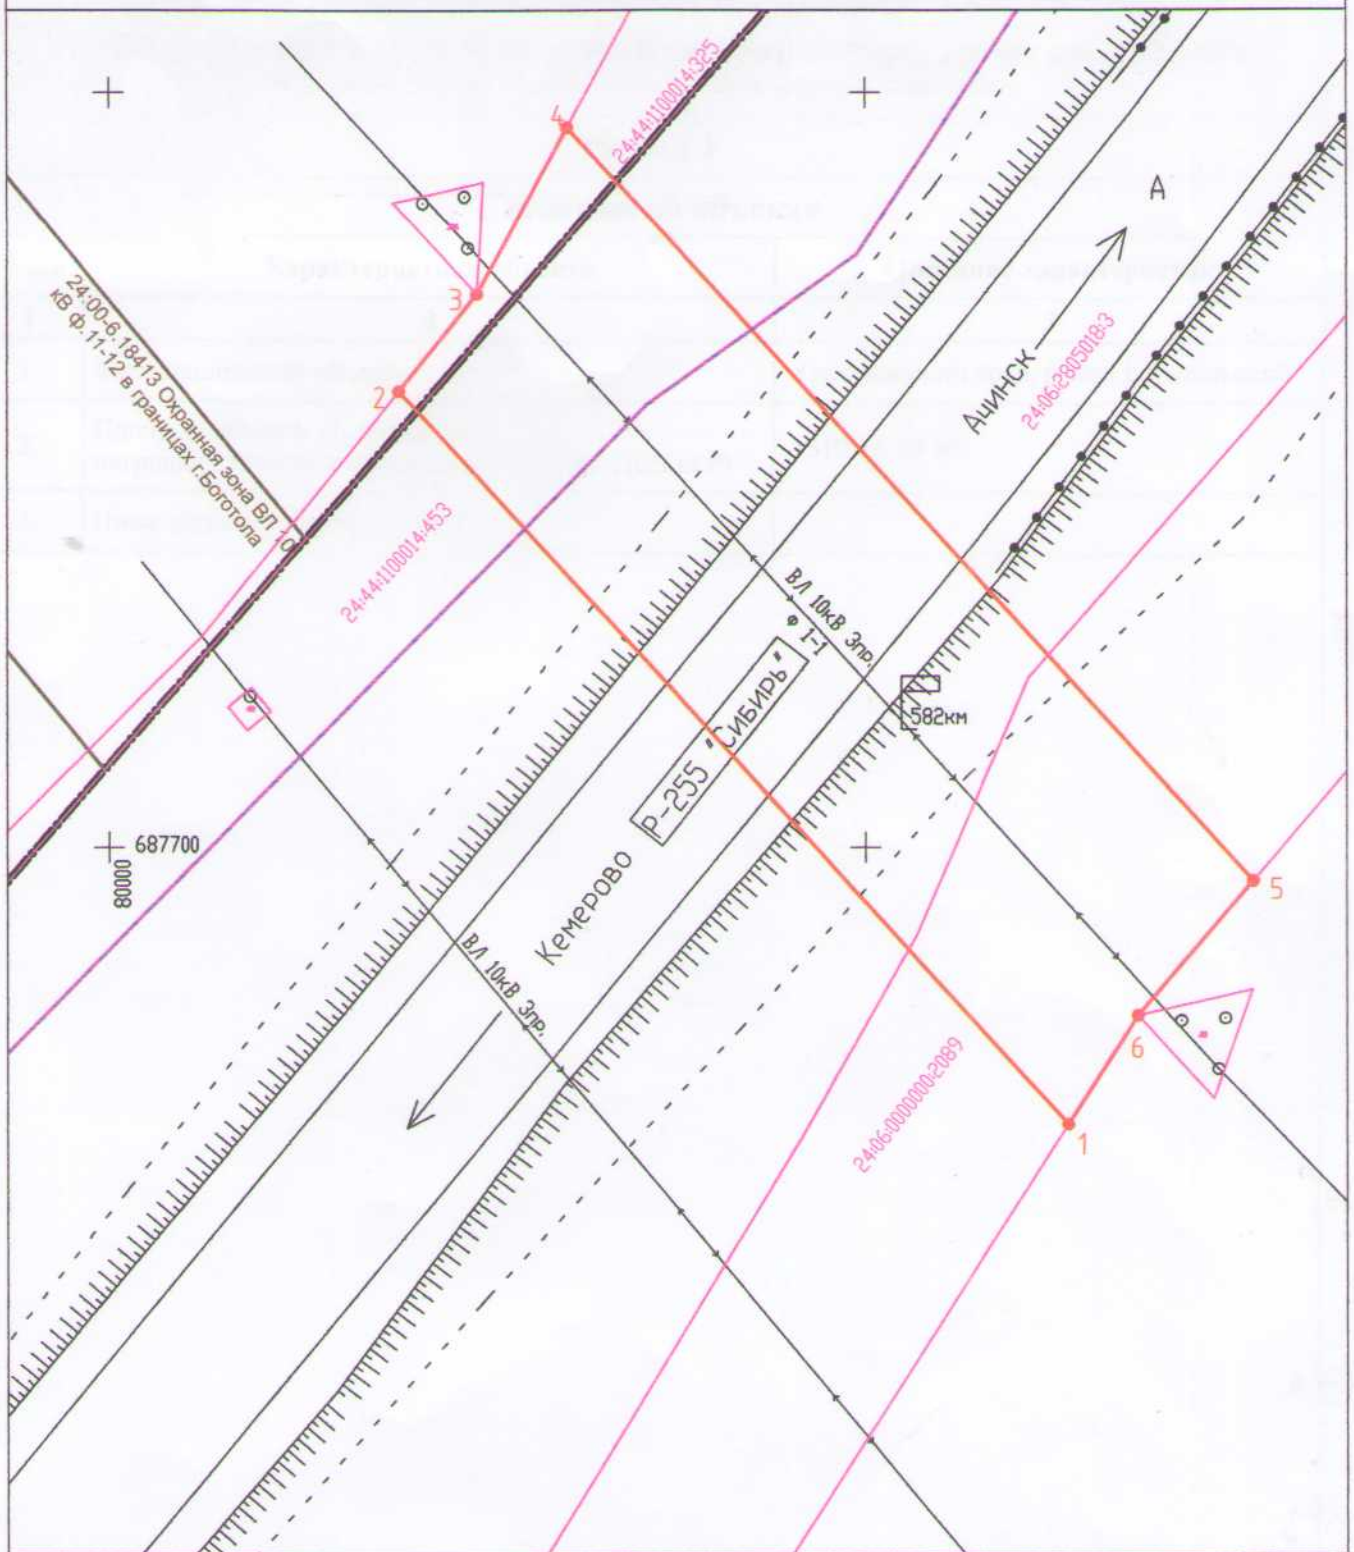 4
24:44:1100014:325
А
3
24:00-6.18413 Охранная зона ВЛ 10
кВ ф.11-12 в границах г.Боготола
2
Ачинск
24:06:2805018:3
24:44:1100014:453
ВЛ 10кВ 3пр.
1-1
Р-255 "Сибирь"
582км
687700
80000
Кемерово
5
ВЛ 10кВ 3пр.
6
24:06:0000000:2089
1